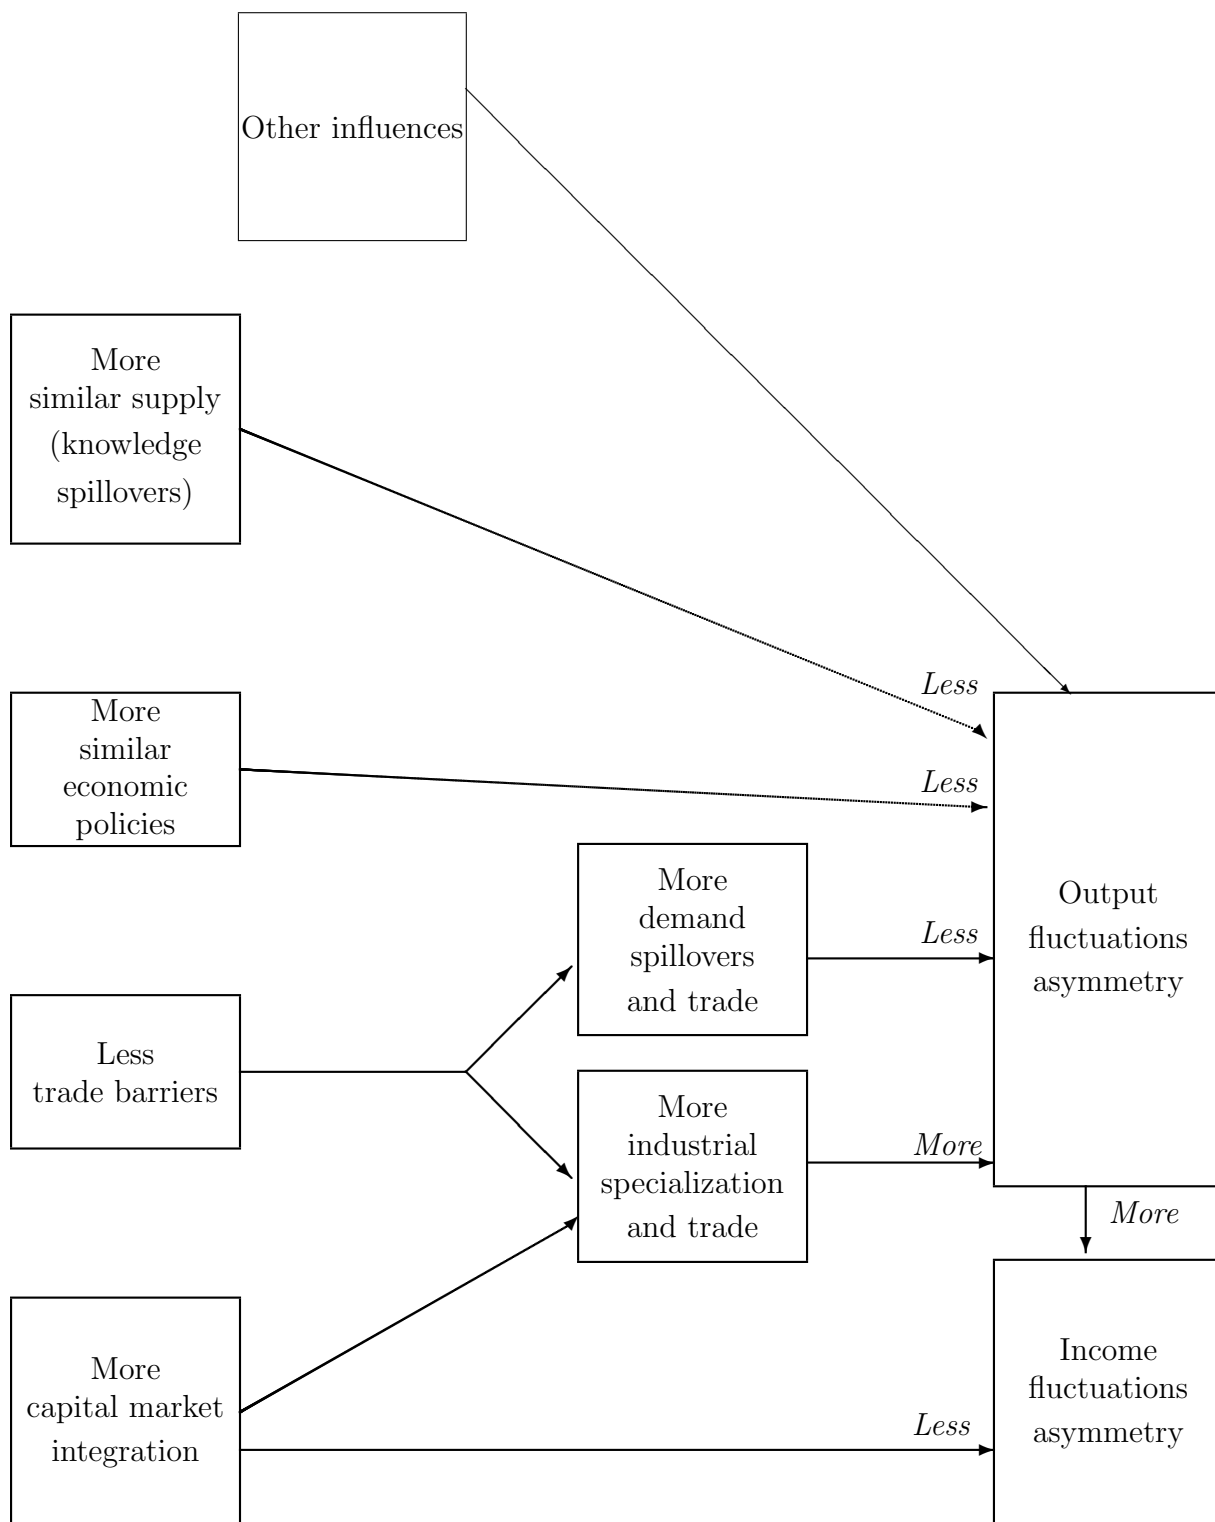 Other influences
More
similar supply
(knowledge
spillovers)
Less
More
similar
economic
policies
Less
More
demand
spillovers
and trade
Less
Output
fluctuations
asymmetry
Less
trade barriers
More
industrial
specialization
and trade
More
More
More
capital market
integration
Less
Income
fluctuations
asymmetry